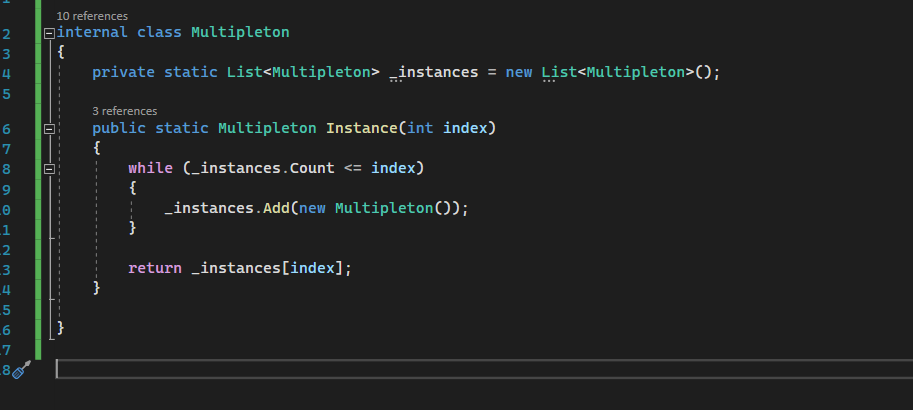 1
10 references
2 internal class Multipleton
3 {
4 private static List<Multipleton> _instances = new List<Multipleton>();
5
3 references
6 public static Multipleton Instance(int index)
7 {
8 while (_instances.Count <= index)
9 {
10 _instances.Add(new Multipleton());
11 }
12
13 return _instances[index];
14 }
15
16 }
17
18